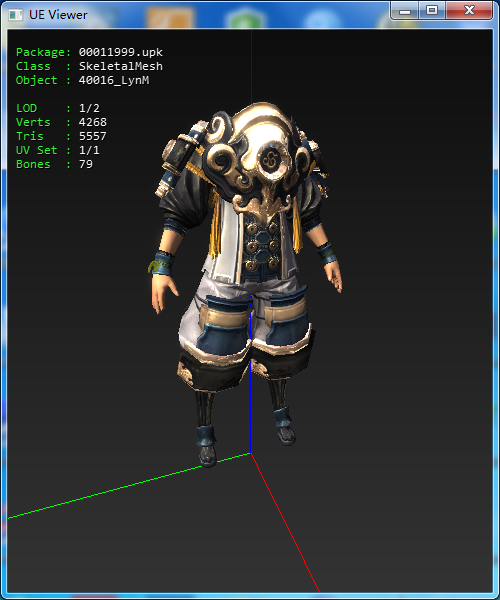 UE Viewer
Package: 00011999.upk
Class : SkeletalMesh
Object : 40016_LynM
LOD : 1/2
Verts : 4268
Tris : 5557
UV Set : 1/1
Bones : 79